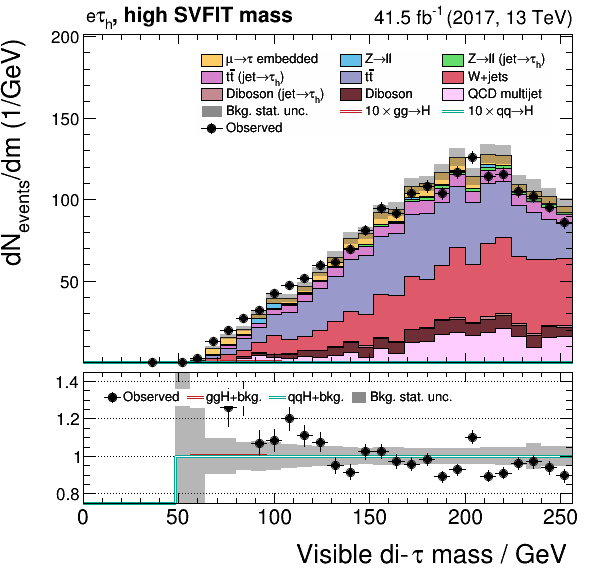 eτh, high SVFIT mass 41.5 fb-1 (2017, 13 TeV)
dNevents/dm (1/GeV)
200
150
100
50
μ→τ embedded Z→ll Z→ll (jet→τh)
tt̄ (jet→τh) tt̄ W+jets
Diboson (jet→τh) Diboson QCD multijet
Bkg. stat. unc. 10 × gg→H 10 × qq→H
Observed
1.4
1.2
1
0.8
Observed ggH+bkg. qqH+bkg. Bkg. stat. unc.
0 50 100 150 200 250
Visible di-τ mass / GeV